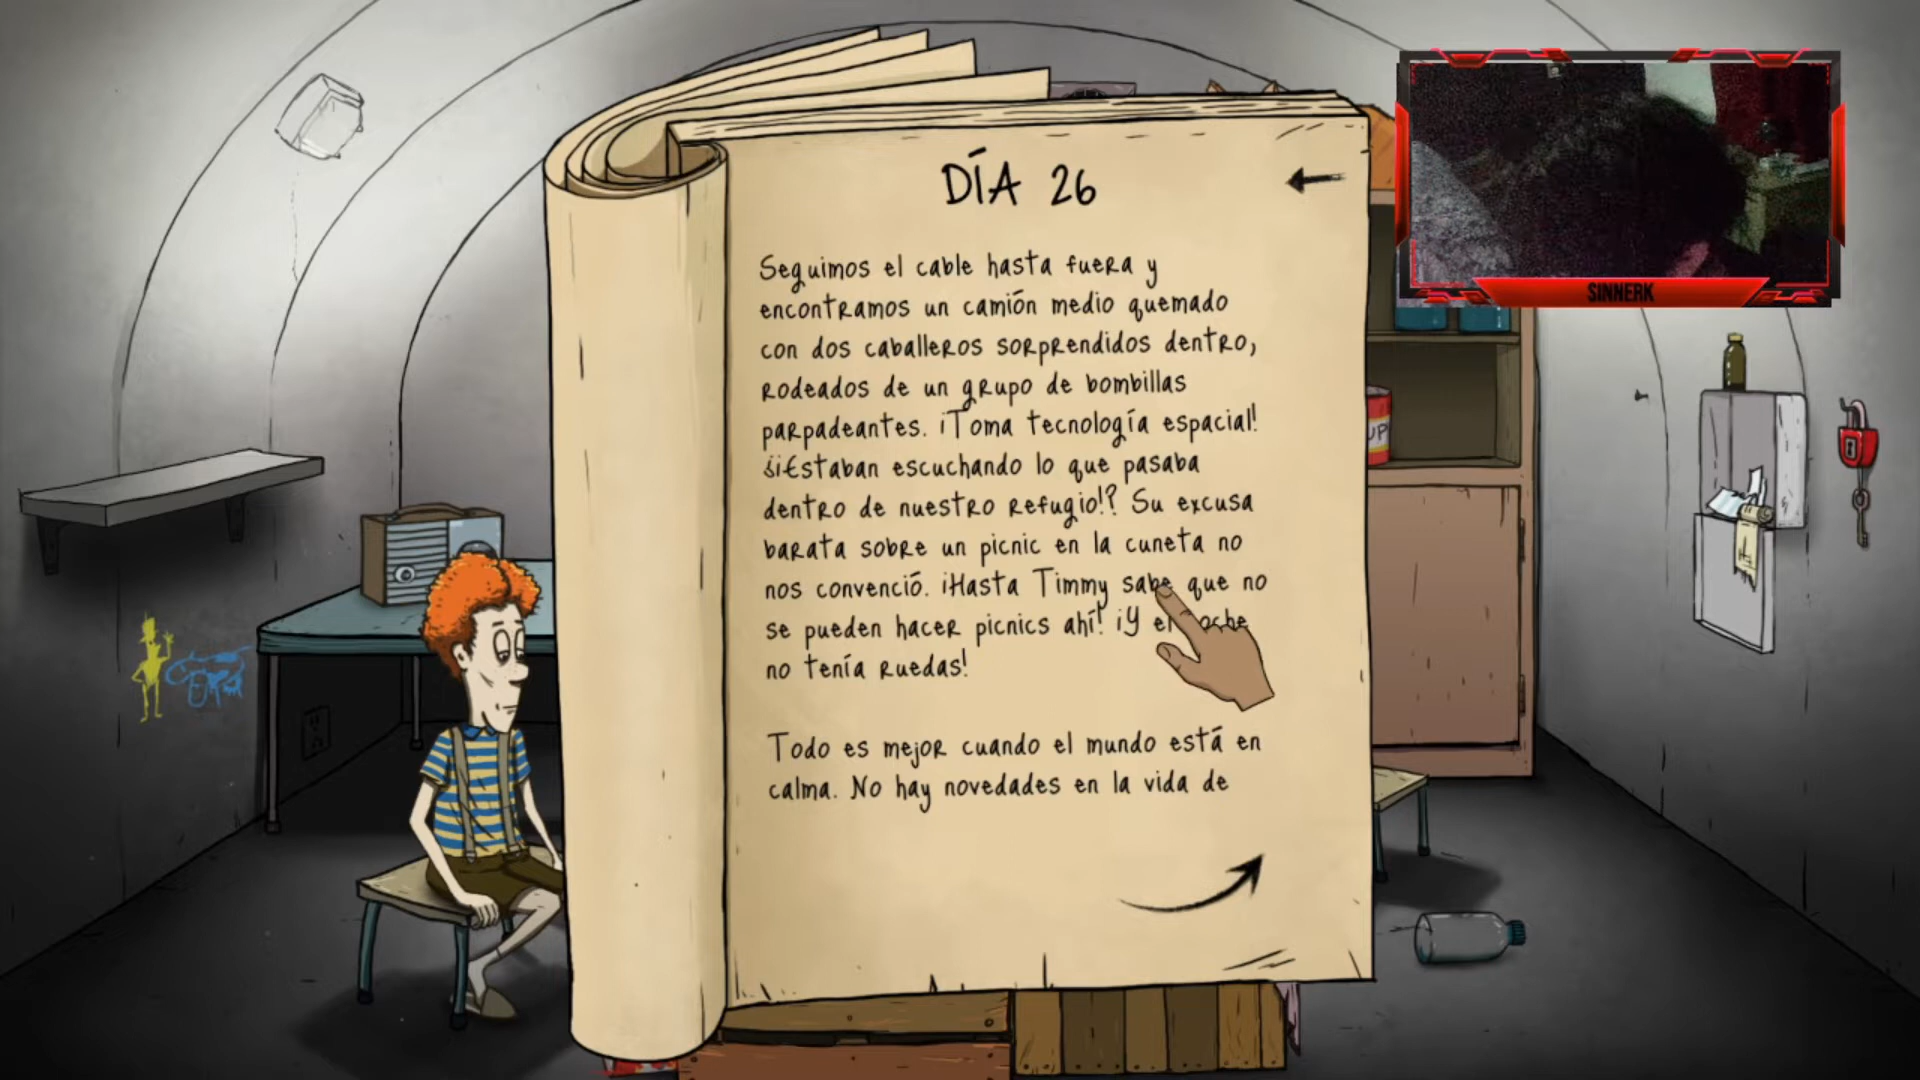 DÍA 26
Seguimos el cable hasta fuera y
encontramos un camión medio quemado
con dos caballeros sorprendidos dentro,
rodeados de un grupo de bombillas
parpadeantes. ¡Toma tecnología espacial!
¿¡Estaban escuchando lo que pasaba
dentro de nuestro refugio!? Su excusa
barata sobre un picnic en la cuneta no
nos convenció. ¡Hasta Timmy sabe que no
se pueden hacer picnics ahí! ¡Y el coche
no tenía ruedas!
Todo es mejor cuando el mundo está en
calma. No hay novedades en la vida de
SINNERK